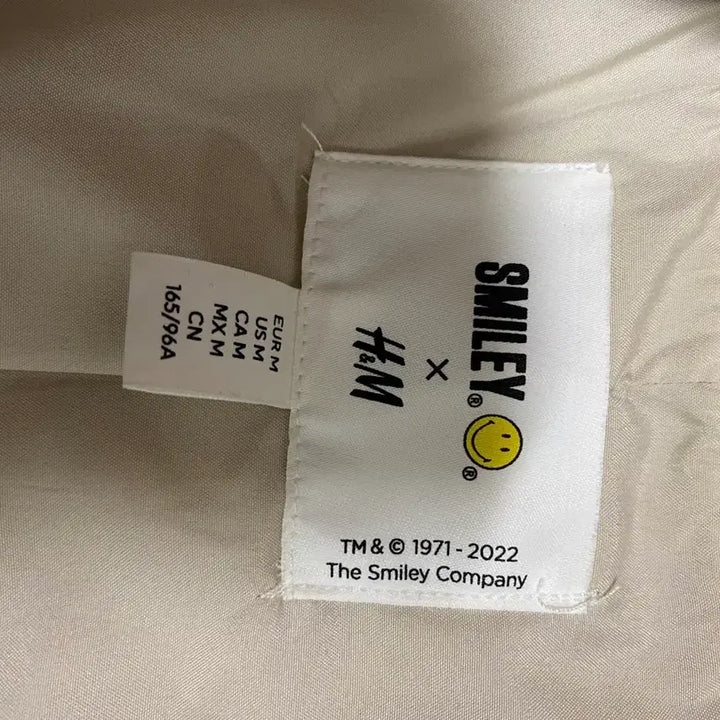 SMILEY®
®
×
H&M
TM & © 1971 - 2022
The Smiley Company
EUR M
US M
CA M
MX M
CN
165/96A